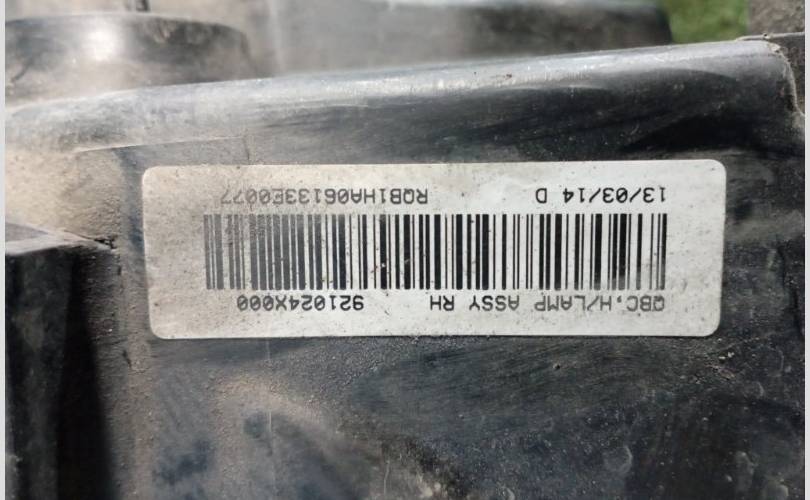 QBC,H/LAMP ASSY RH 921024X000
13/03/14 D RQB1HA06133E0077